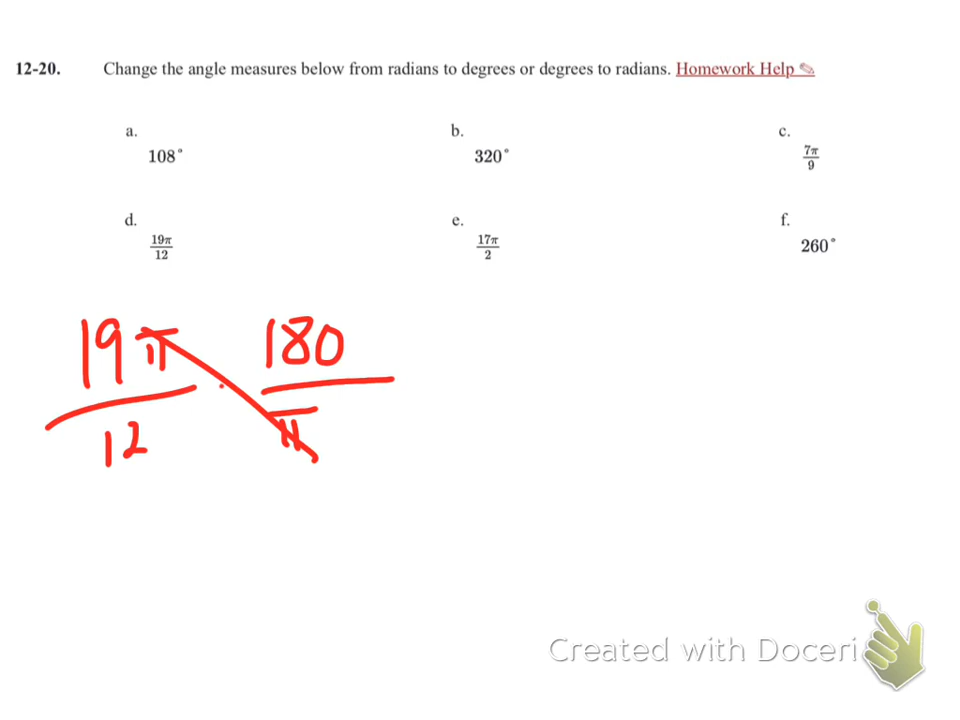 12-20. Change the angle measures below from radians to degrees or degrees to radians. Homework Help
a. b. c.
108° 320° 7π/9
d. e. f.
19π/12 17π/2 260°
19π/12 · 180/π
Created with Doceri